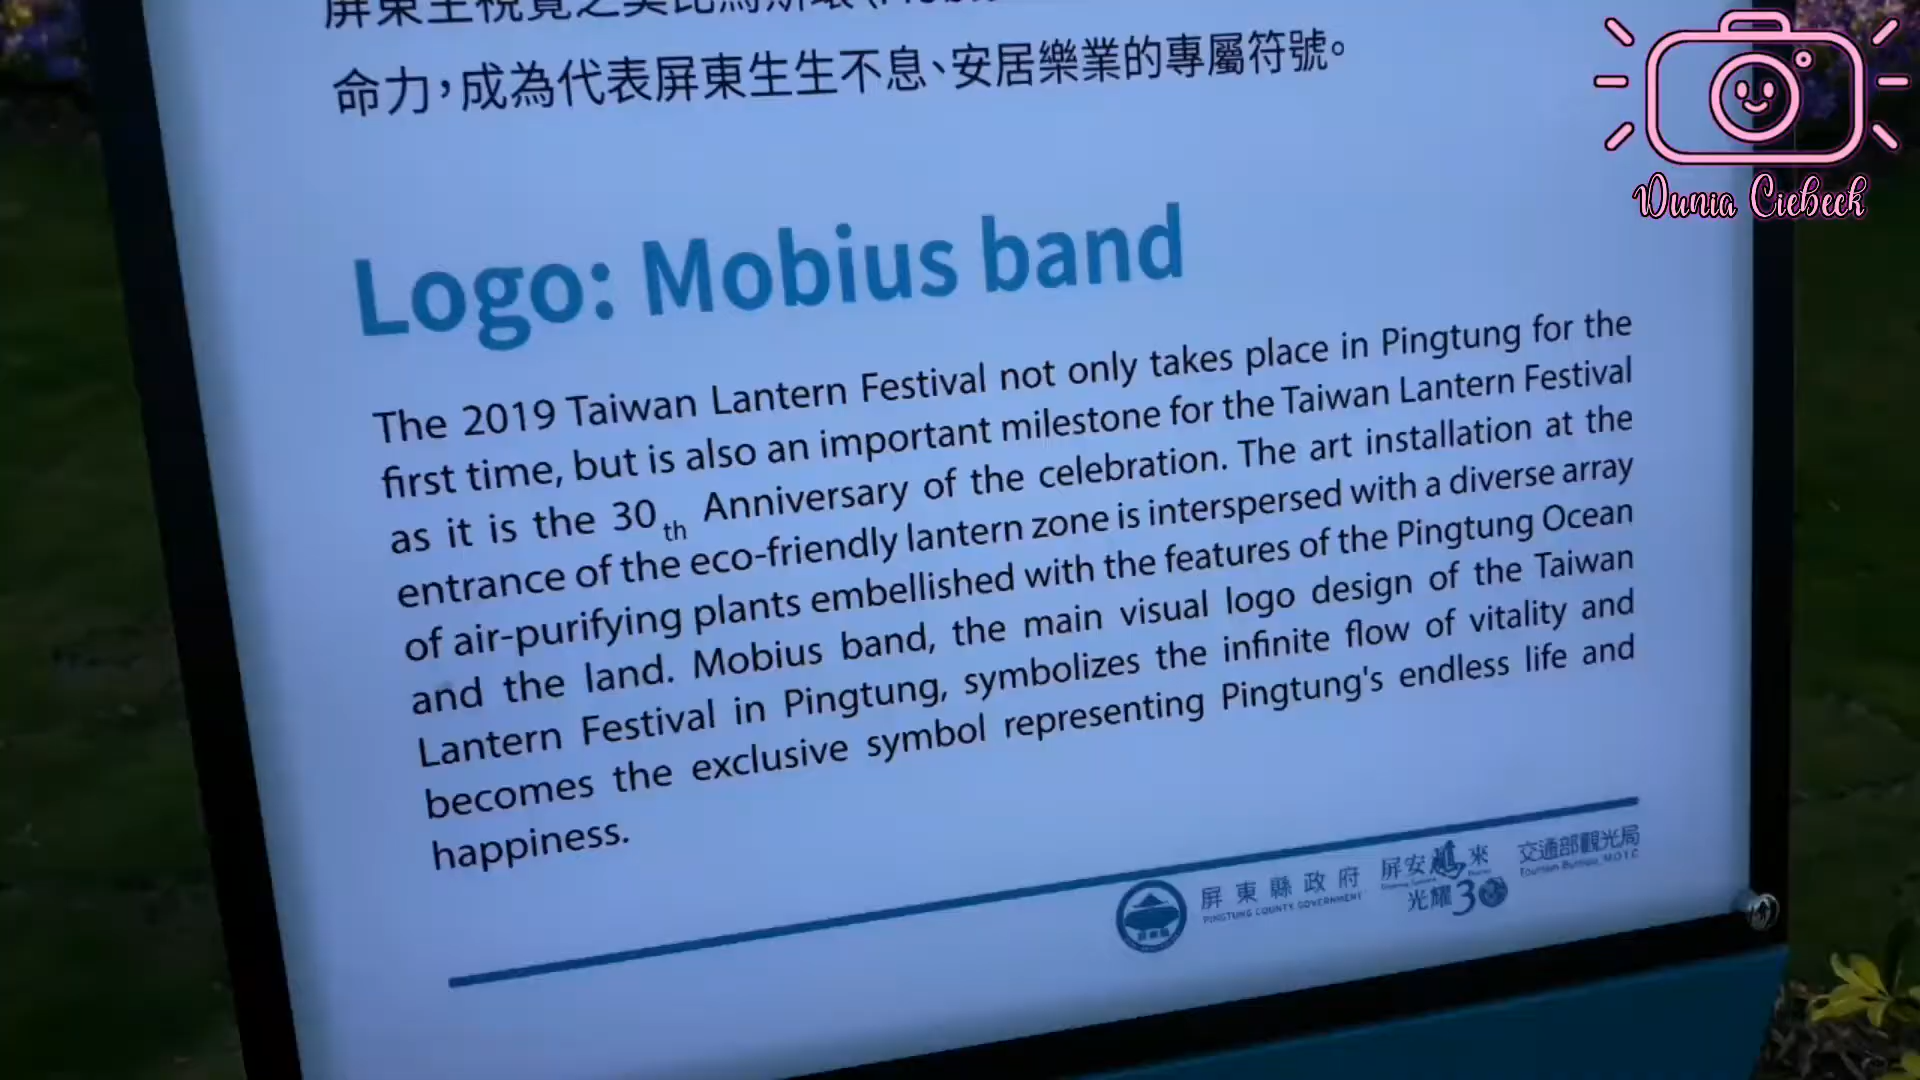 命力，成為代表屏東生生不息、安居樂業的專屬符號。
Logo: Mobius band
The 2019 Taiwan Lantern Festival not only takes place in Pingtung for the
first time, but is also an important milestone for the Taiwan Lantern Festival
as it is the 30th Anniversary of the celebration. The art installation at the
entrance of the eco-friendly lantern zone is interspersed with a diverse array
of air-purifying plants embellished with the features of the Pingtung Ocean
and the land. Mobius band, the main visual logo design of the Taiwan
Lantern Festival in Pingtung, symbolizes the infinite flow of vitality and
becomes the exclusive symbol representing Pingtung's endless life and
happiness.
屏東縣政府
PINGTUNG COUNTY GOVERNMENT
屏安 來
光耀30
交通部觀光局
Tourism Bureau, M.O.T.C
Dunia Ciebeck